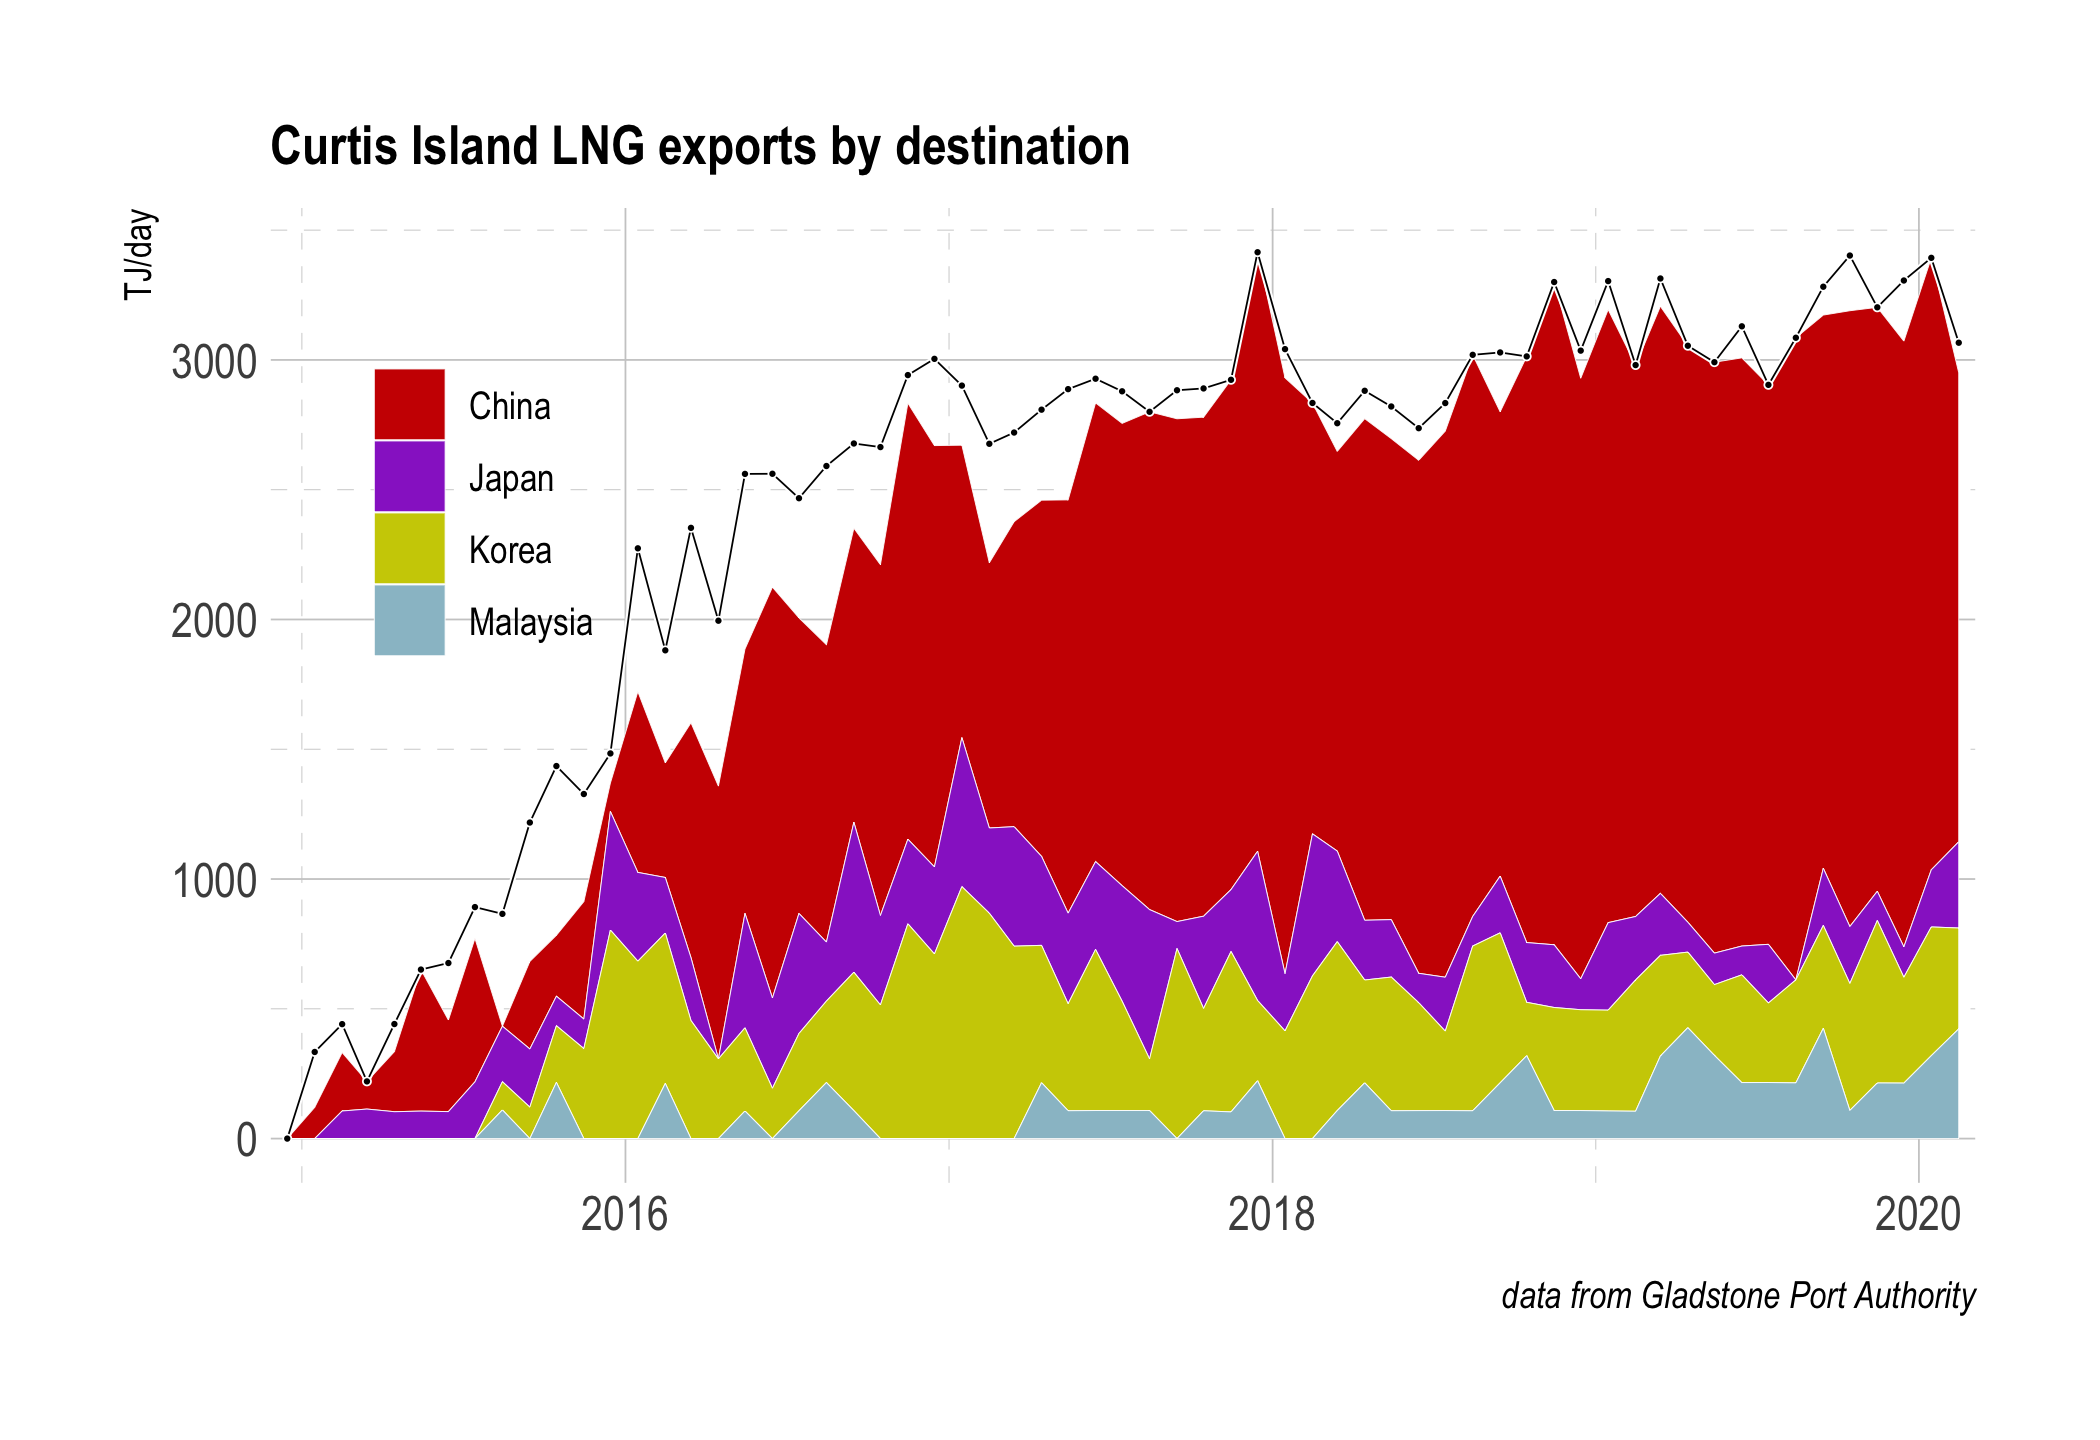 Curtis Island LNG exports by destination
TJ/day
3000
2000
1000
0
China
Japan
Korea
Malaysia
2016
2018
2020
data from Gladstone Port Authority